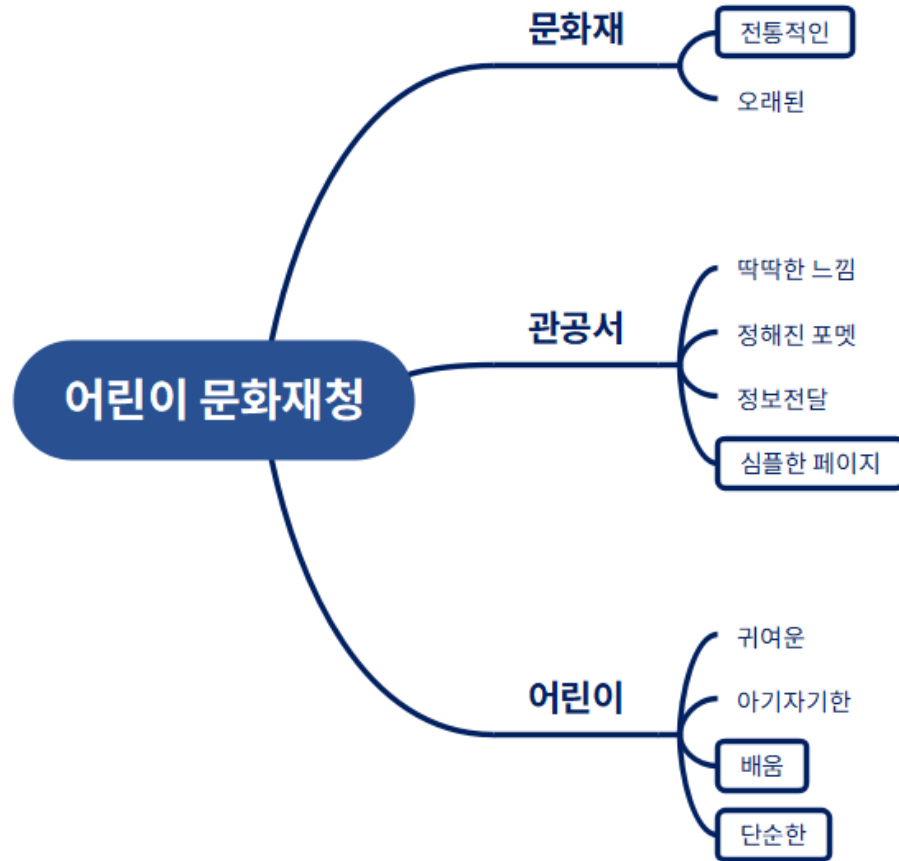 어린이 문화재청
문화재
전통적인
오래된
관공서
딱딱한 느낌
정해진 포멧
정보전달
심플한 페이지
어린이
귀여운
아기자기한
배움
단순한